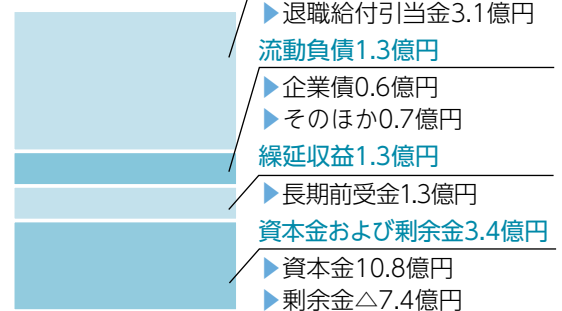 ▶退職給付引当金3.1億円
流動負債1.3億円
▶企業債0.6億円
▶そのほか0.7億円
繰延収益1.3億円
▶長期前受金1.3億円
資本金および剰余金3.4億円
▶資本金10.8億円
▶剰余金△7.4億円